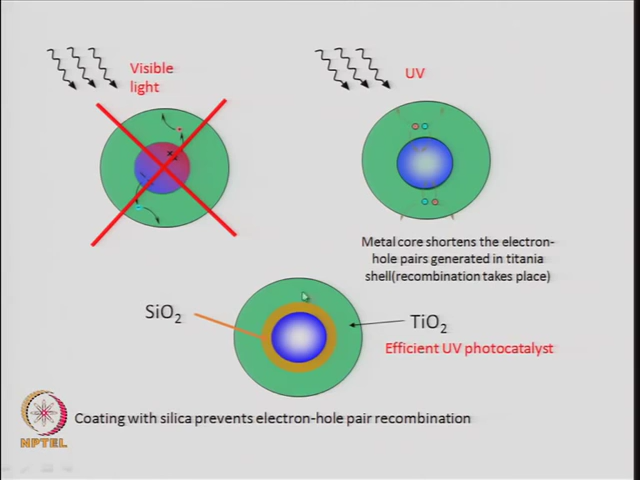 Visible
light
UV
Metal core shortens the electron-
hole pairs generated in titania
shell(recombination takes place)
SiO2
TiO2
Efficient UV photocatalyst
Coating with silica prevents electron-hole pair recombination
NPTEL